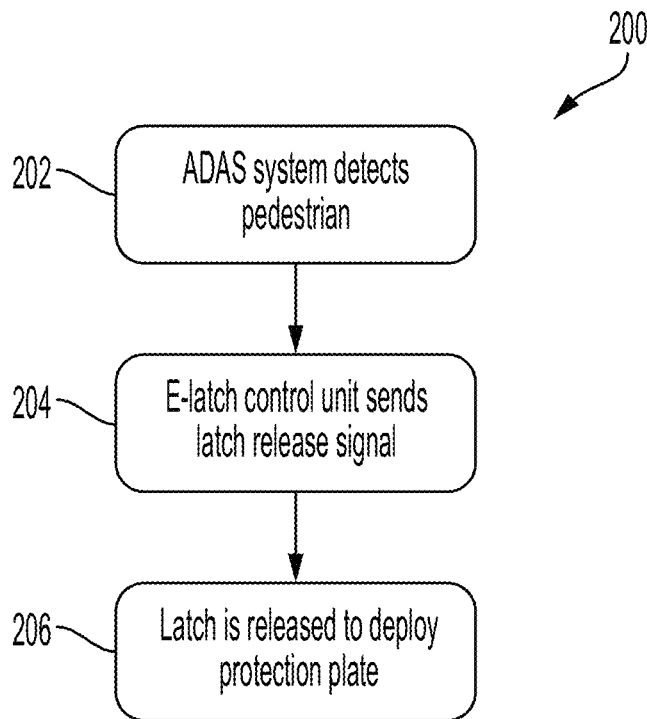 200
202
ADAS system detects
pedestrian
204
E-latch control unit sends
latch release signal
206
Latch is released to deploy
protection plate